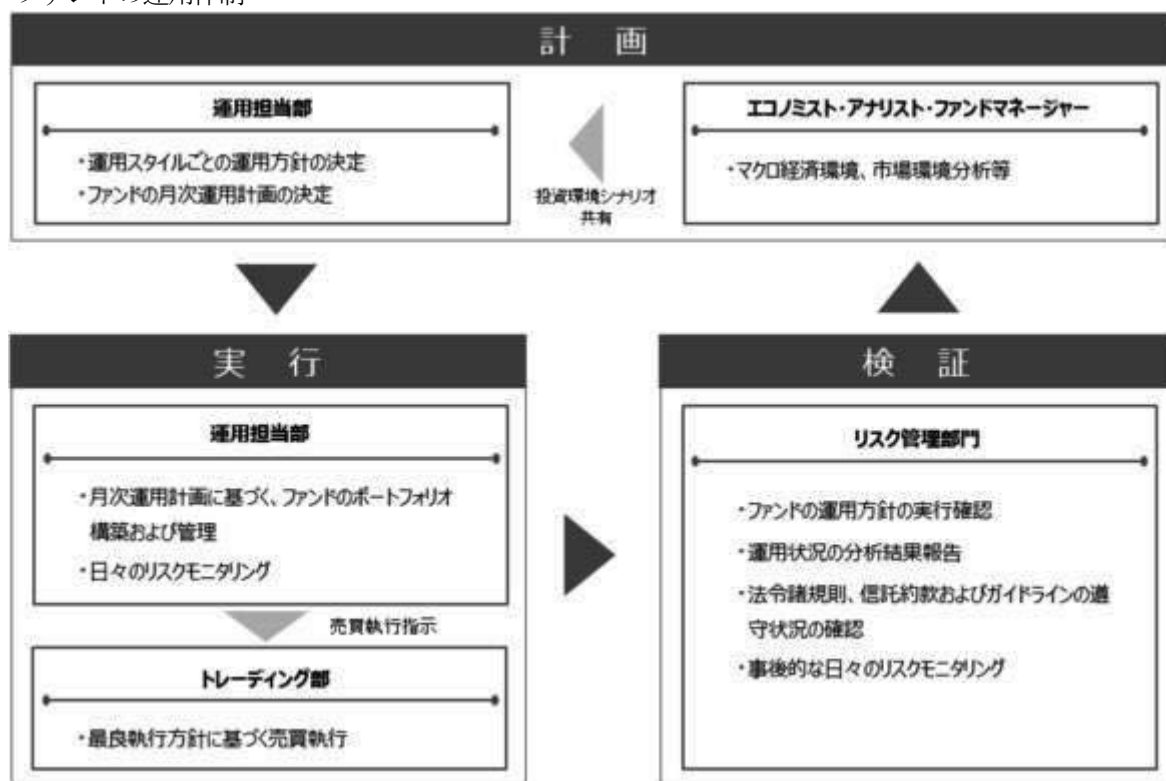 計 画
運用担当部
・運用スタイルごとの運用方針の決定
・ファンドの月次運用計画の決定
投資環境シナリオ
共有
エコノミスト・アナリスト・ファンドマネージャー
・マクロ経済環境、市場環境分析等
実 行
運用担当部
・月次運用計画に基づく、ファンドのポートフォリオ
構築および管理
・日々のリスクモニタリング
売買執行指示
トレーディング部
・最良執行方針に基づく売買執行
検 証
リスク管理部門
・ファンドの運用方針の実行確認
・運用状況の分析結果報告
・法令諸規則、信託約款およびガイドラインの遵
守状況の確認
・事後的な日々のリスクモニタリング